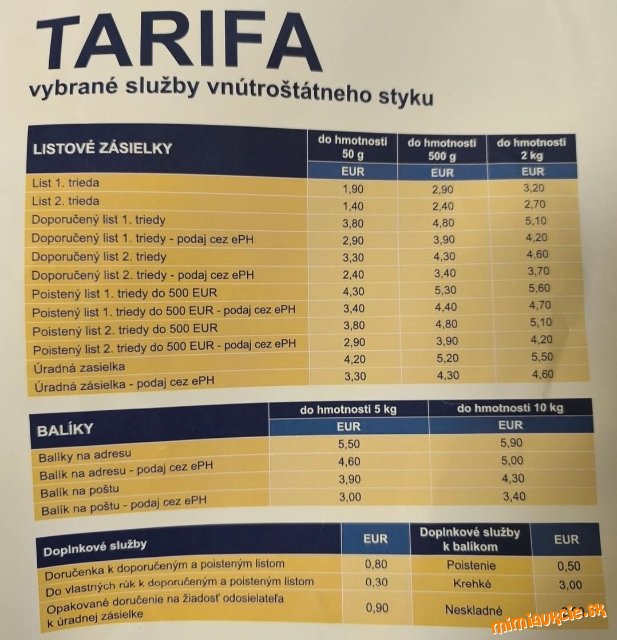 TARIFA
vybrané služby vnútroštátneho styku
LISTOVÉ ZÁSIELKY do hmotnosti 50 g do hmotnosti 500 g do hmotnosti 2 kg
EUR EUR EUR
List 1. trieda 1,90 2,90 3,20
List 2. trieda 1,40 2,40 2,70
Doporučený list 1. triedy 3,80 4,80 5,10
Doporučený list 1. triedy - podaj cez ePH 2,90 3,90 4,20
Doporučený list 2. triedy 3,30 4,30 4,60
Doporučený list 2. triedy - podaj cez ePH 2,40 3,40 3,70
Poistený list 1. triedy do 500 EUR 4,30 5,30 5,60
Poistený list 1. triedy do 500 EUR - podaj cez ePH 3,40 4,40 4,70
Poistený list 2. triedy do 500 EUR 3,80 4,80 5,10
Poistený list 2. triedy do 500 EUR - podaj cez ePH 2,90 3,90 4,20
Úradná zasielka 4,20 5,20 5,50
Úradná zásielka - podaj cez ePH 3,30 4,30 4,60
BALÍKY do hmotnosti 5 kg do hmotnosti 10 kg
EUR EUR
Balíky na adresu 5,50 5,90
Balík na adresu - podaj cez ePH 4,60 5,00
Balík na poštu 3,90 4,30
Balík na poštu - podaj cez ePH 3,00 3,40
Doplnkové služby EUR Doplnkové služby k balíkom EUR
Doručenka k doporučeným a poisteným listom 0,80 Poistenie 0,50
Do vlastných rúk k doporučeným a poisteným listom 0,30 Krehké 3,00
Opakované doručenie na žiadosť odosielateľa
k úradnej zásielke 0,90 Neskladné
mimiaukcie.sk